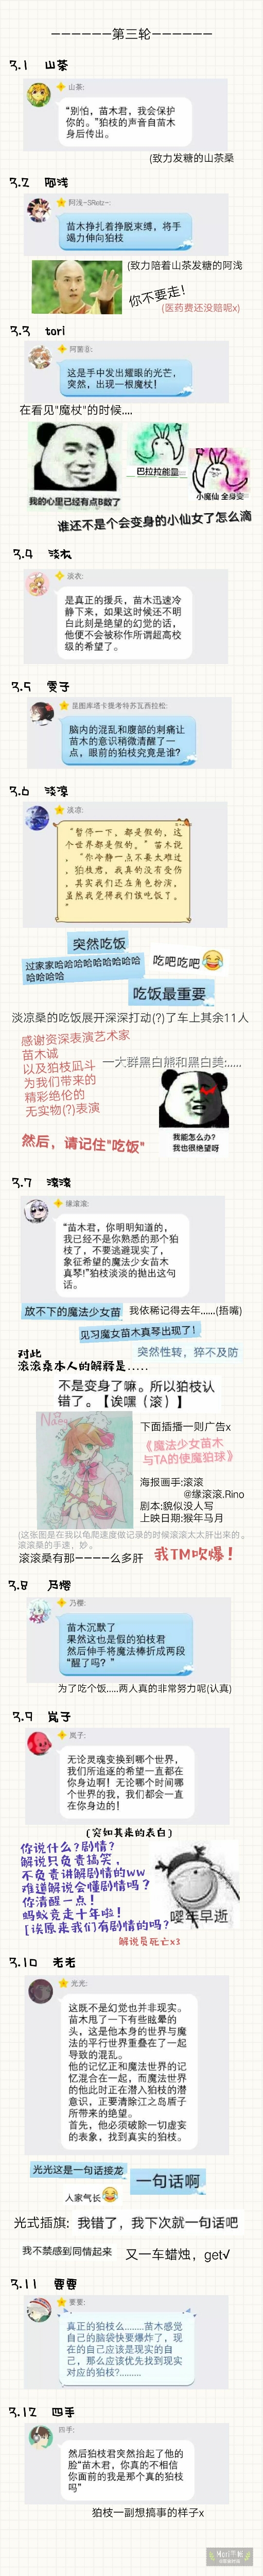 ——————第三轮——————
3.1 山茶
山茶:
“别怕，苗木君，我会保护
你的。”狛枝的声音自苗木
身后传出。
(致力发糖的山茶桑
3.2 阿浅
阿浅-SRetz-:
苗木挣扎着挣脱束缚，将手
竭力伸向狛枝
(致力陪着山茶发糖的阿浅
你不要走！
(医药费还没赔呢x)
3.3 tori
这是手中发出耀眼的光芒，
突然，出现一根魔杖！
在看见"魔杖"的时候....
我的心里已经有点B数了
巴拉拉能量
小魔仙 全身变
谁还不是个会变身的小仙女了怎么滴
3.4 淡衣
淡衣:
是真正的援兵，苗木迅速冷
静下来，如果这时候还不明
白此刻是绝望的幻觉的话，
他便不会被称作所谓超高校
级的希望了。
3.5 雯子
昆图库塔卡提考特苏瓦西拉松:
脑内的混乱和腹部的刺痛让
苗木的意识稍微清醒了一
点，眼前的狛枝究竟是谁?
3.6 淡凉
淡凉:
“暂停一下，都是假的，这
个世界都是假的，”苗木说
“你冷静一点不要太难过
，狛枝君，我真的没有受伤
，其实我们还在角色扮演，
虽然我觉得我们该吃饭了。
”
突然吃饭
过家家哈哈哈哈哈哈哈哈哈
哈哈哈哈
吃吧吃吧
吃饭最重要
淡凉桑的吃饭展开深深打动(?)了车上其余11人
感谢资深表演艺术家
苗木诚
以及狛枝凪斗
为我们带来的
精彩绝伦的
无实物(?)表演
一大群黑白熊和黑白美......
我能怎么办?
我也很绝望呀
然后，请记住"吃饭"
3.7 滚滚
缘滚滚:
“苗木君，你明明知道的，
我已经不是你熟悉的那个狛
枝了，不要逃避现实了，
象征希望的魔法少女苗木
真琴!”狛枝淡淡的抛出这句
话。
放不下的魔法少女苗
我依稀记得去年......(捂嘴)
见习魔女苗木真琴出现了！
对此
突然性转，猝不及防
滚滚桑本人的解释是.....
不是变身了嘛。所以狛枝认
错了。【诶嘿（滚）】
下面插播一则广告x
《魔法少女苗木
与TA的使魔狛球》
海报画手:滚滚
@缘滚滚.Rino
剧本:貌似没人写
上映日期:猴年马月
(这张图是在我以龟爬速度做记录的时候滚滚太太肝出来的。
滚滚桑的手速，妙。
滚滚桑有那————么多肝 我TM吹爆！
3.8 乃樱
乃樱:
苗木沉默了
果然这也是假的狛枝君
然后伸手将魔法棒折成两段
“醒了吗？”
为了吃个饭.....两人真的非常努力呢(认真)
3.9 岚子
岚子:
无论灵魂变换到哪个世界，
我们所追逐的希望一直都在
你身边啊！无论哪个时间哪
个世界的我，我们都会一直
在你身边的！
(突如其来的表白)
你说什么?剧情?
解说只负责搞笑，
不负责讲解剧情的ww
难道解说会懂剧情吗？
你清醒一点！
蚂蚁竞走十年啦！
[诶原来我们有剧情的吗?
嘤年早逝
解说员死亡x3
3.10 光光
光光:
这既不是幻觉也并非现实。
苗木甩了一下有些眩晕的
头，这是他本身的世界与魔
法的平行世界重叠在了一起
导致的混乱。
他的记忆正和魔法世界的记
忆混合在一起，而魔法世界
的他此时正在潜入狛枝的潜
意识，正要清除江之岛盾子
所带来的绝望。
首先，他必须破除一切虚妄
的表象，找到真实的狛枝。
光光这是一句话接龙
一句话啊
人家气长
光式插旗: 我错了，我下次就一句话吧
我不禁感到同情起来 又一车蜡烛，get√
3.11 要要
要要:
真正的狛枝么........苗木感觉
自己的脑袋快要爆炸了，现
在的自己应该是现实的自
己，那么应该优先找到现实
对应的狛枝?.........
3.12 四手
四手:
然后狛枝君突然抬起了他的
脸“苗木君，你真的不相信
你面前的我是那个真的狛枝
吗”
狛枝一副想搞事的样子x